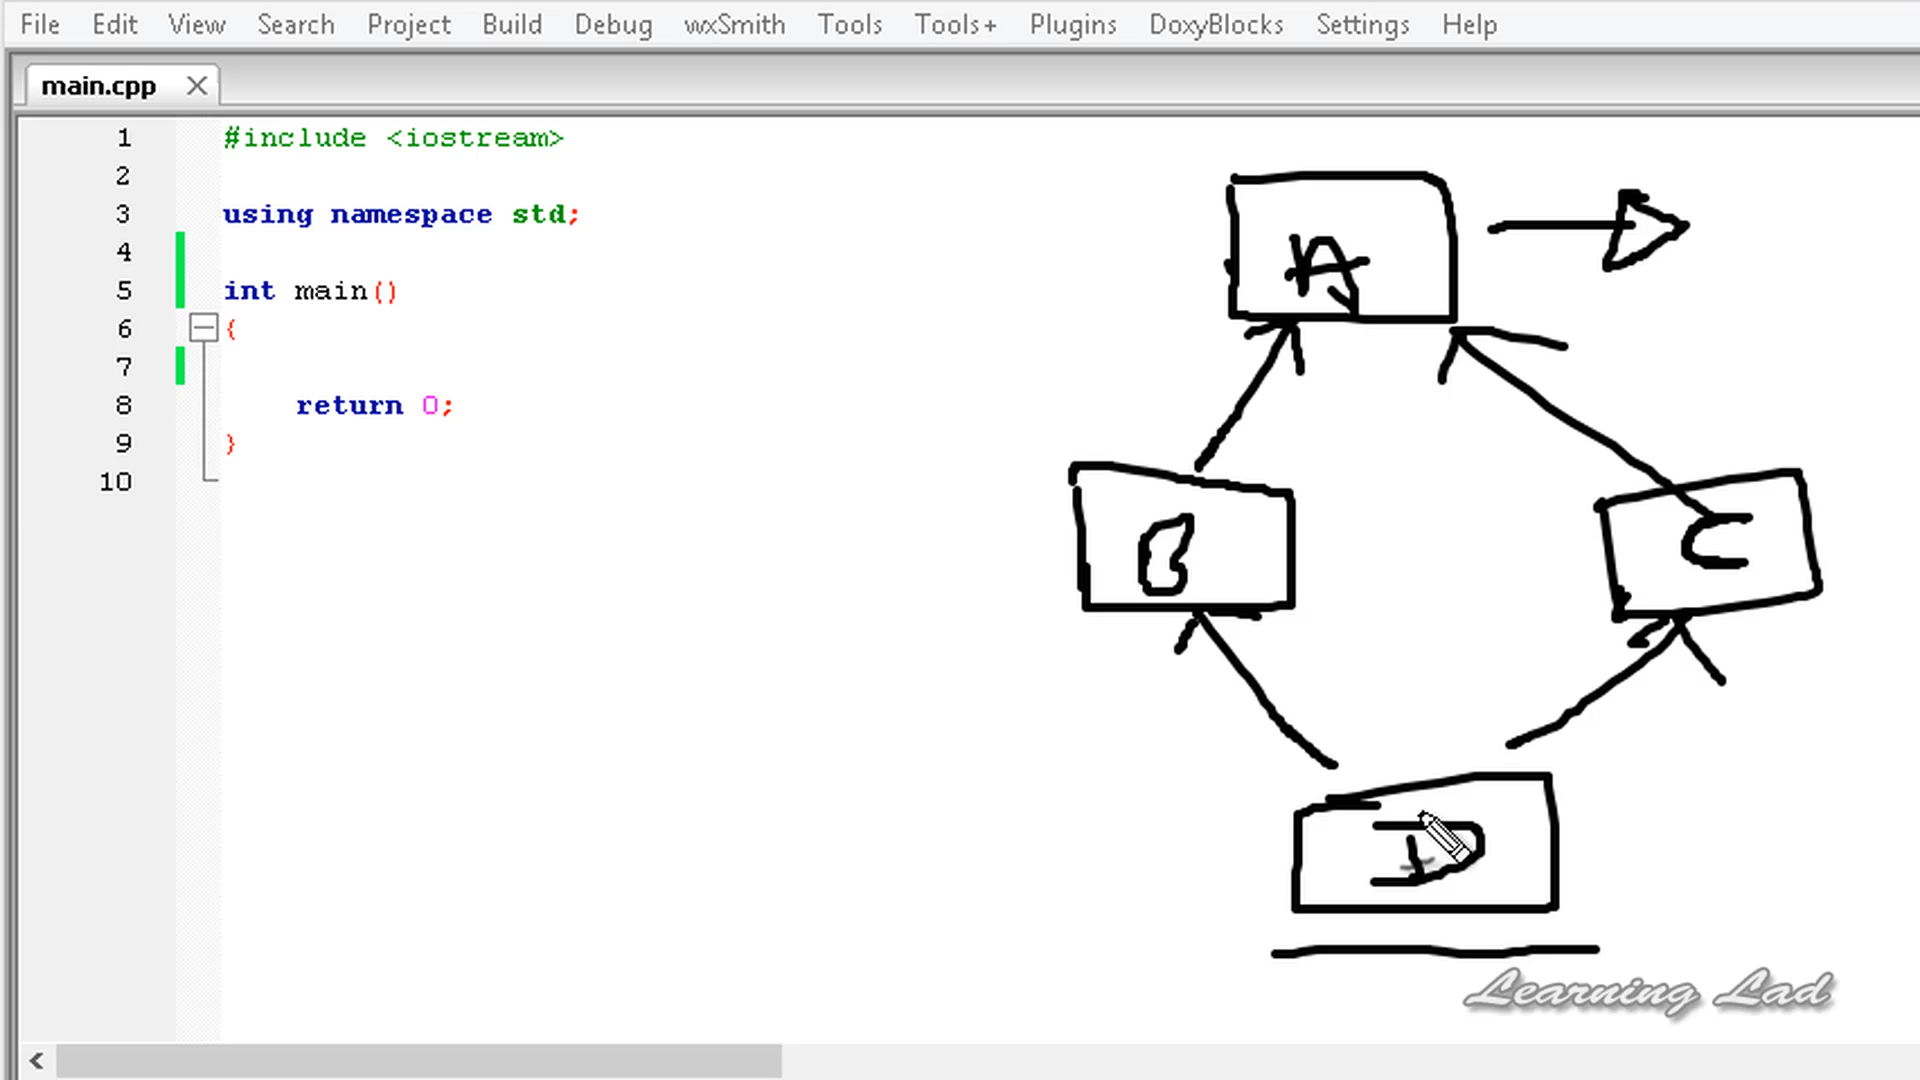 File Edit View Search Project Build Debug wxSmith Tools Tools+ Plugins DoxyBlocks Settings Help
main.cpp
1 #include <iostream>
2
3 using namespace std;
4
5 int main()
6 {
7
8 return 0;
9 }
10
A
B
C
D
Learning Lad